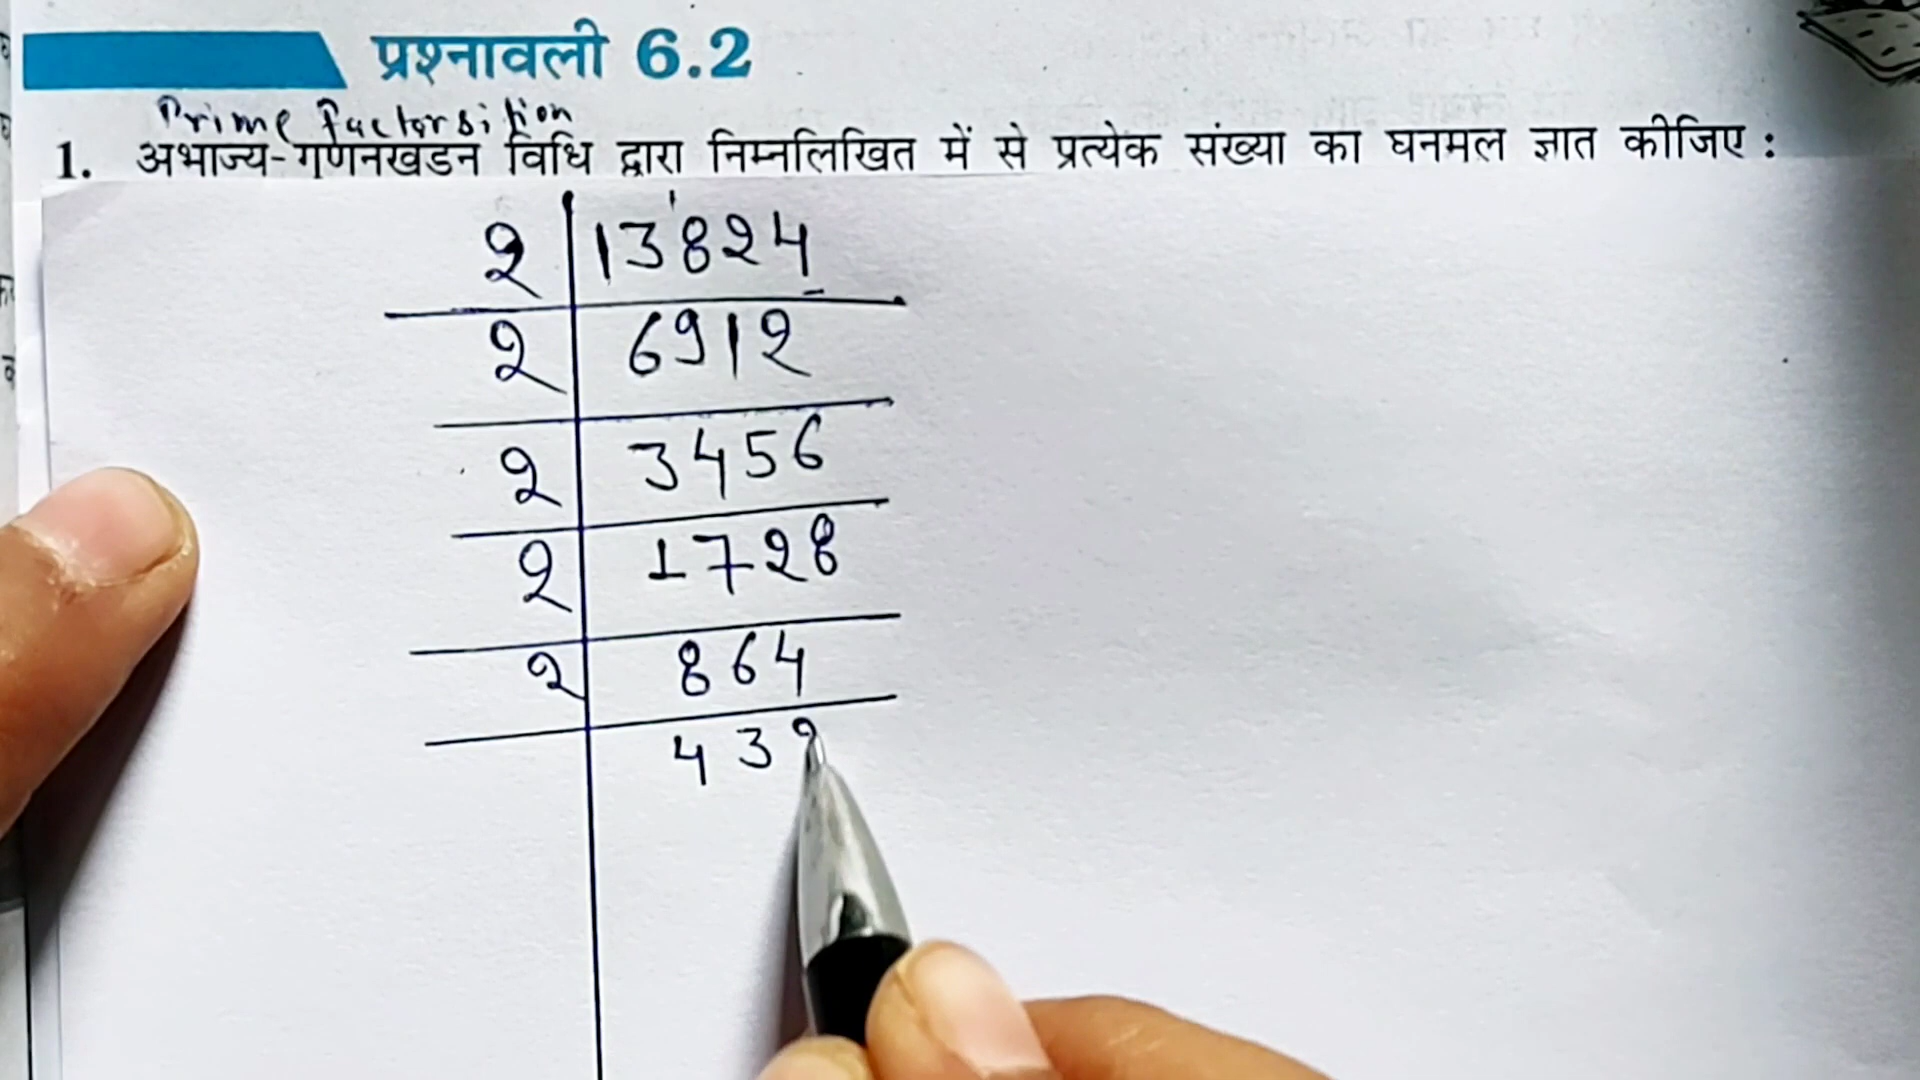 प्रश्नावली 6.2
Prime factorsition
1. अभाज्य-गुणनखंडन विधि द्वारा निम्नलिखित में से प्रत्येक संख्या का घनमूल ज्ञात कीजिए :
2 13824
2 6912
2 3456
2 1728
2 864
432